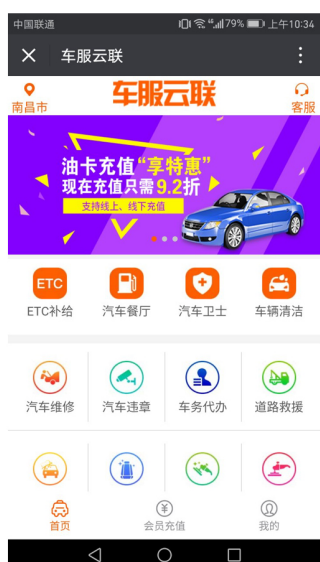 中国联通
79%
上午10:34
车服云联
南昌市
车服云联
客服
油卡充值“享特惠”
现在充值只需9.2折
支持线上、线下充值
ETC
ETC补给
汽车餐厅
汽车卫士
车辆清洁
汽车维修
汽车违章
车务代办
道路救援
首页
会员充值
我的